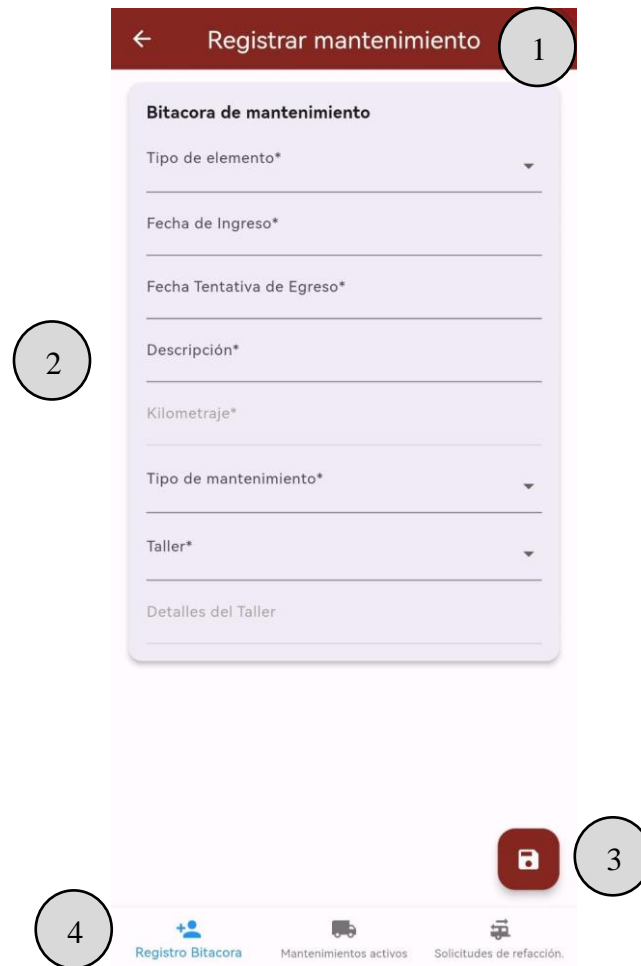 Registrar mantenimiento
1
Bitacora de mantenimiento
Tipo de elemento*
Fecha de Ingreso*
Fecha Tentativa de Egreso*
2
Descripción*
Kilometraje*
Tipo de mantenimiento*
Taller*
Detalles del Taller
3
4
Registro Bitacora
Mantenimientos activos
Solicitudes de refacción.